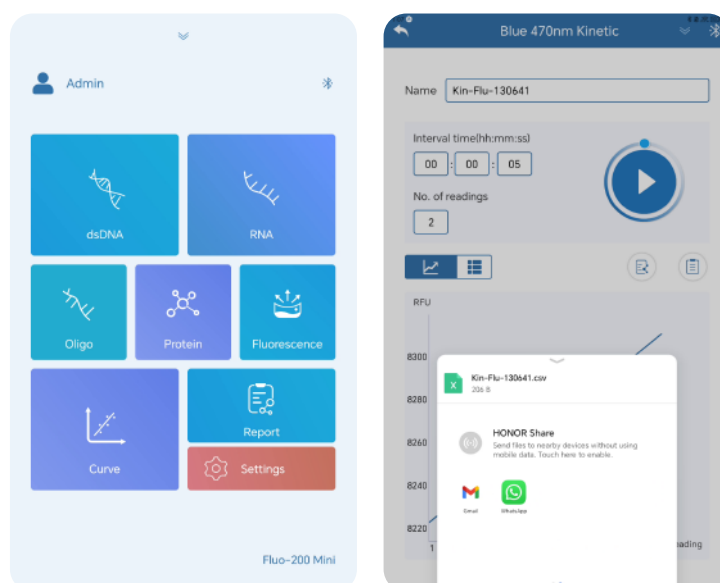 Admin
dsDNA
RNA
Oligo
Protein
Fluorescence
Curve
Report
Settings
Fluo-200 Mini
Blue 470nm Kinetic
Name
Kin-Flu-130641
Interval time(hh:mm:ss)
00 : 00 : 05
No. of readings
2
RFU
8300
8280
8260
8240
8220
1
Kin-Flu-130641.csv
206 B
HONOR Share
Send files to nearby devices without using
mobile data. Touch here to enable.
Gmail
WhatsApp